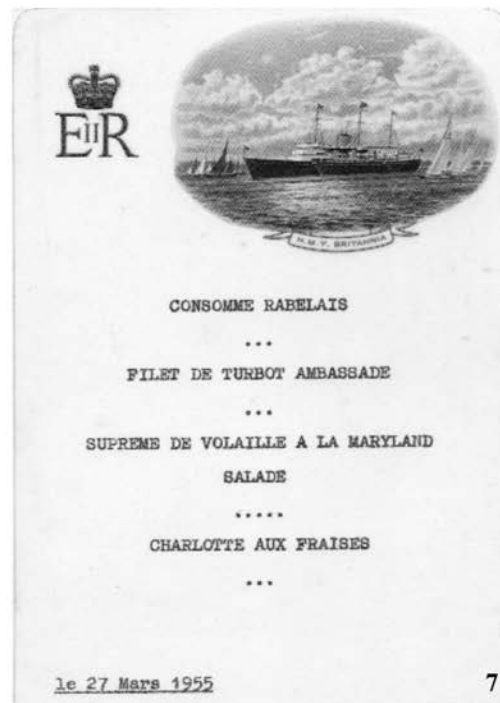 EIIR
H.M.Y. BRITANNIA
CONSOMME RABELAIS
...
FILET DE TURBOT AMBASSADE
...
SUPREME DE VOLAILLE A LA MARYLAND
SALADE
.....
CHARLOTTE AUX FRAISES
...
le 27 Mars 1955
7